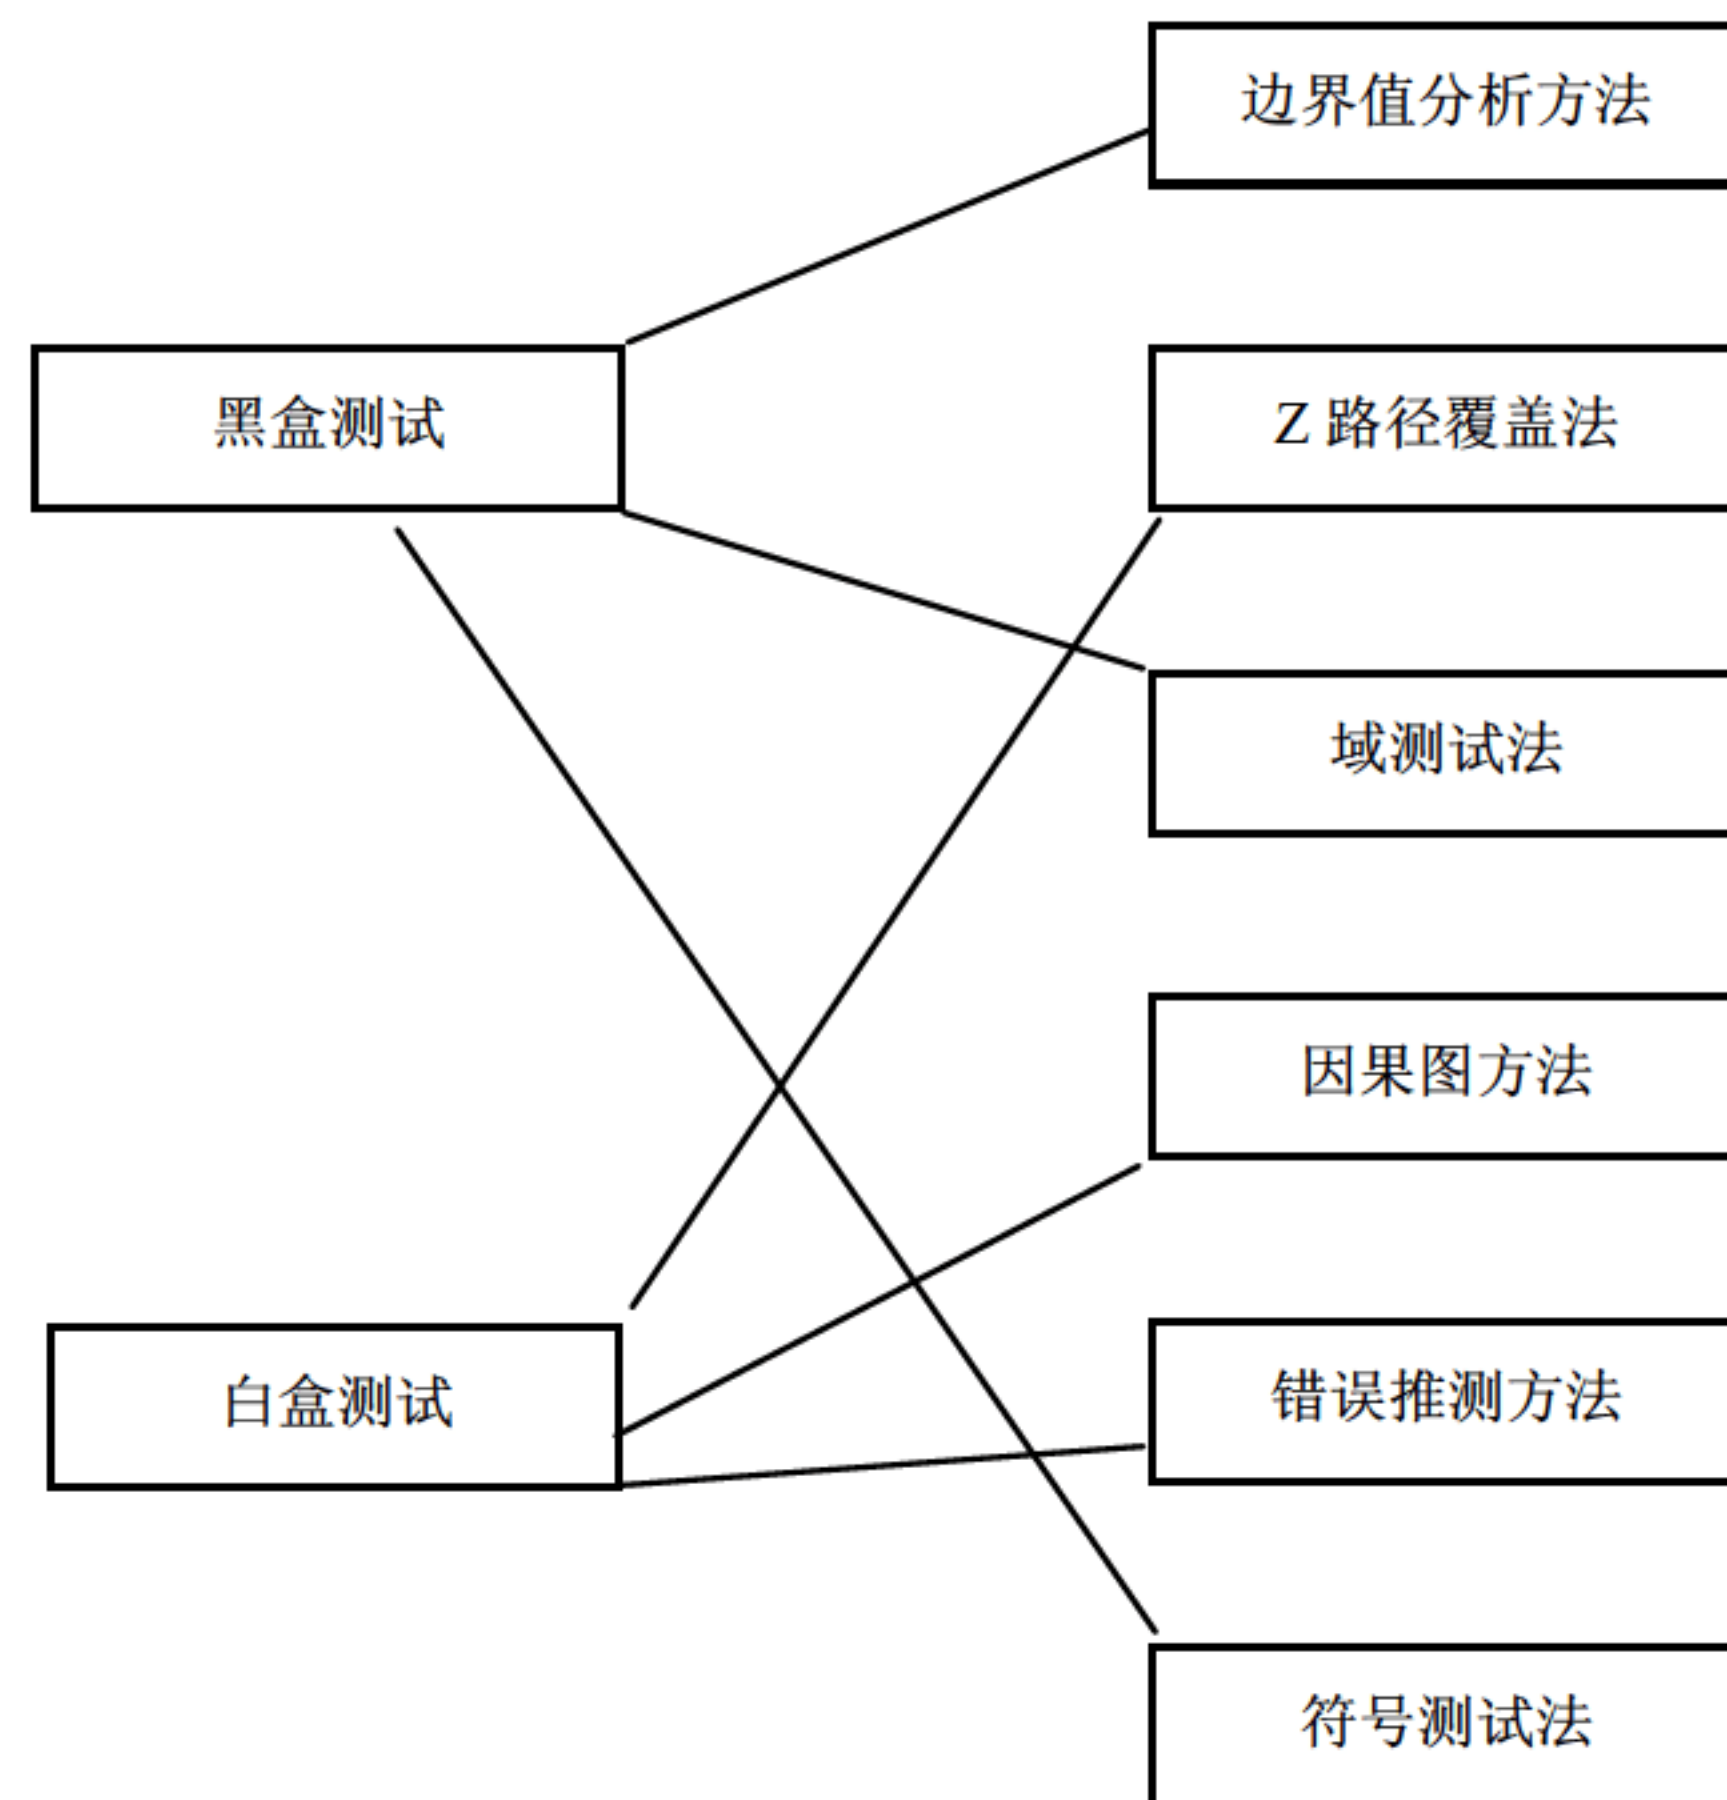 边界值分析方法
黑盒测试
Z 路径覆盖法
域测试法
因果图方法
白盒测试
错误推测方法
符号测试法